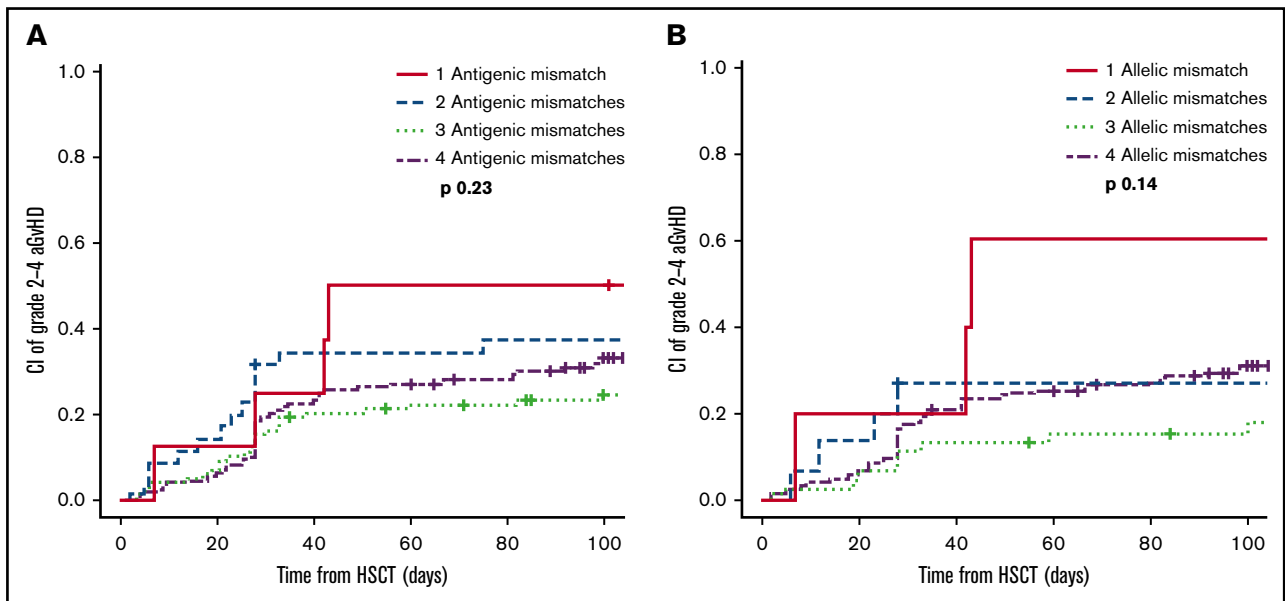 A
1 Antigenic mismatch
2 Antigenic mismatches
3 Antigenic mismatches
4 Antigenic mismatches
p 0.23
CI of grade 2–4 aGvHD
1.0
0.8
0.6
0.4
0.2
0.0
0 20 40 60 80 100
Time from HSCT (days)
B
1 Allelic mismatch
2 Allelic mismatches
3 Allelic mismatches
4 Allelic mismatches
p 0.14
CI of grade 2–4 aGvHD
1.0
0.8
0.6
0.4
0.2
0.0
0 20 40 60 80 100
Time from HSCT (days)